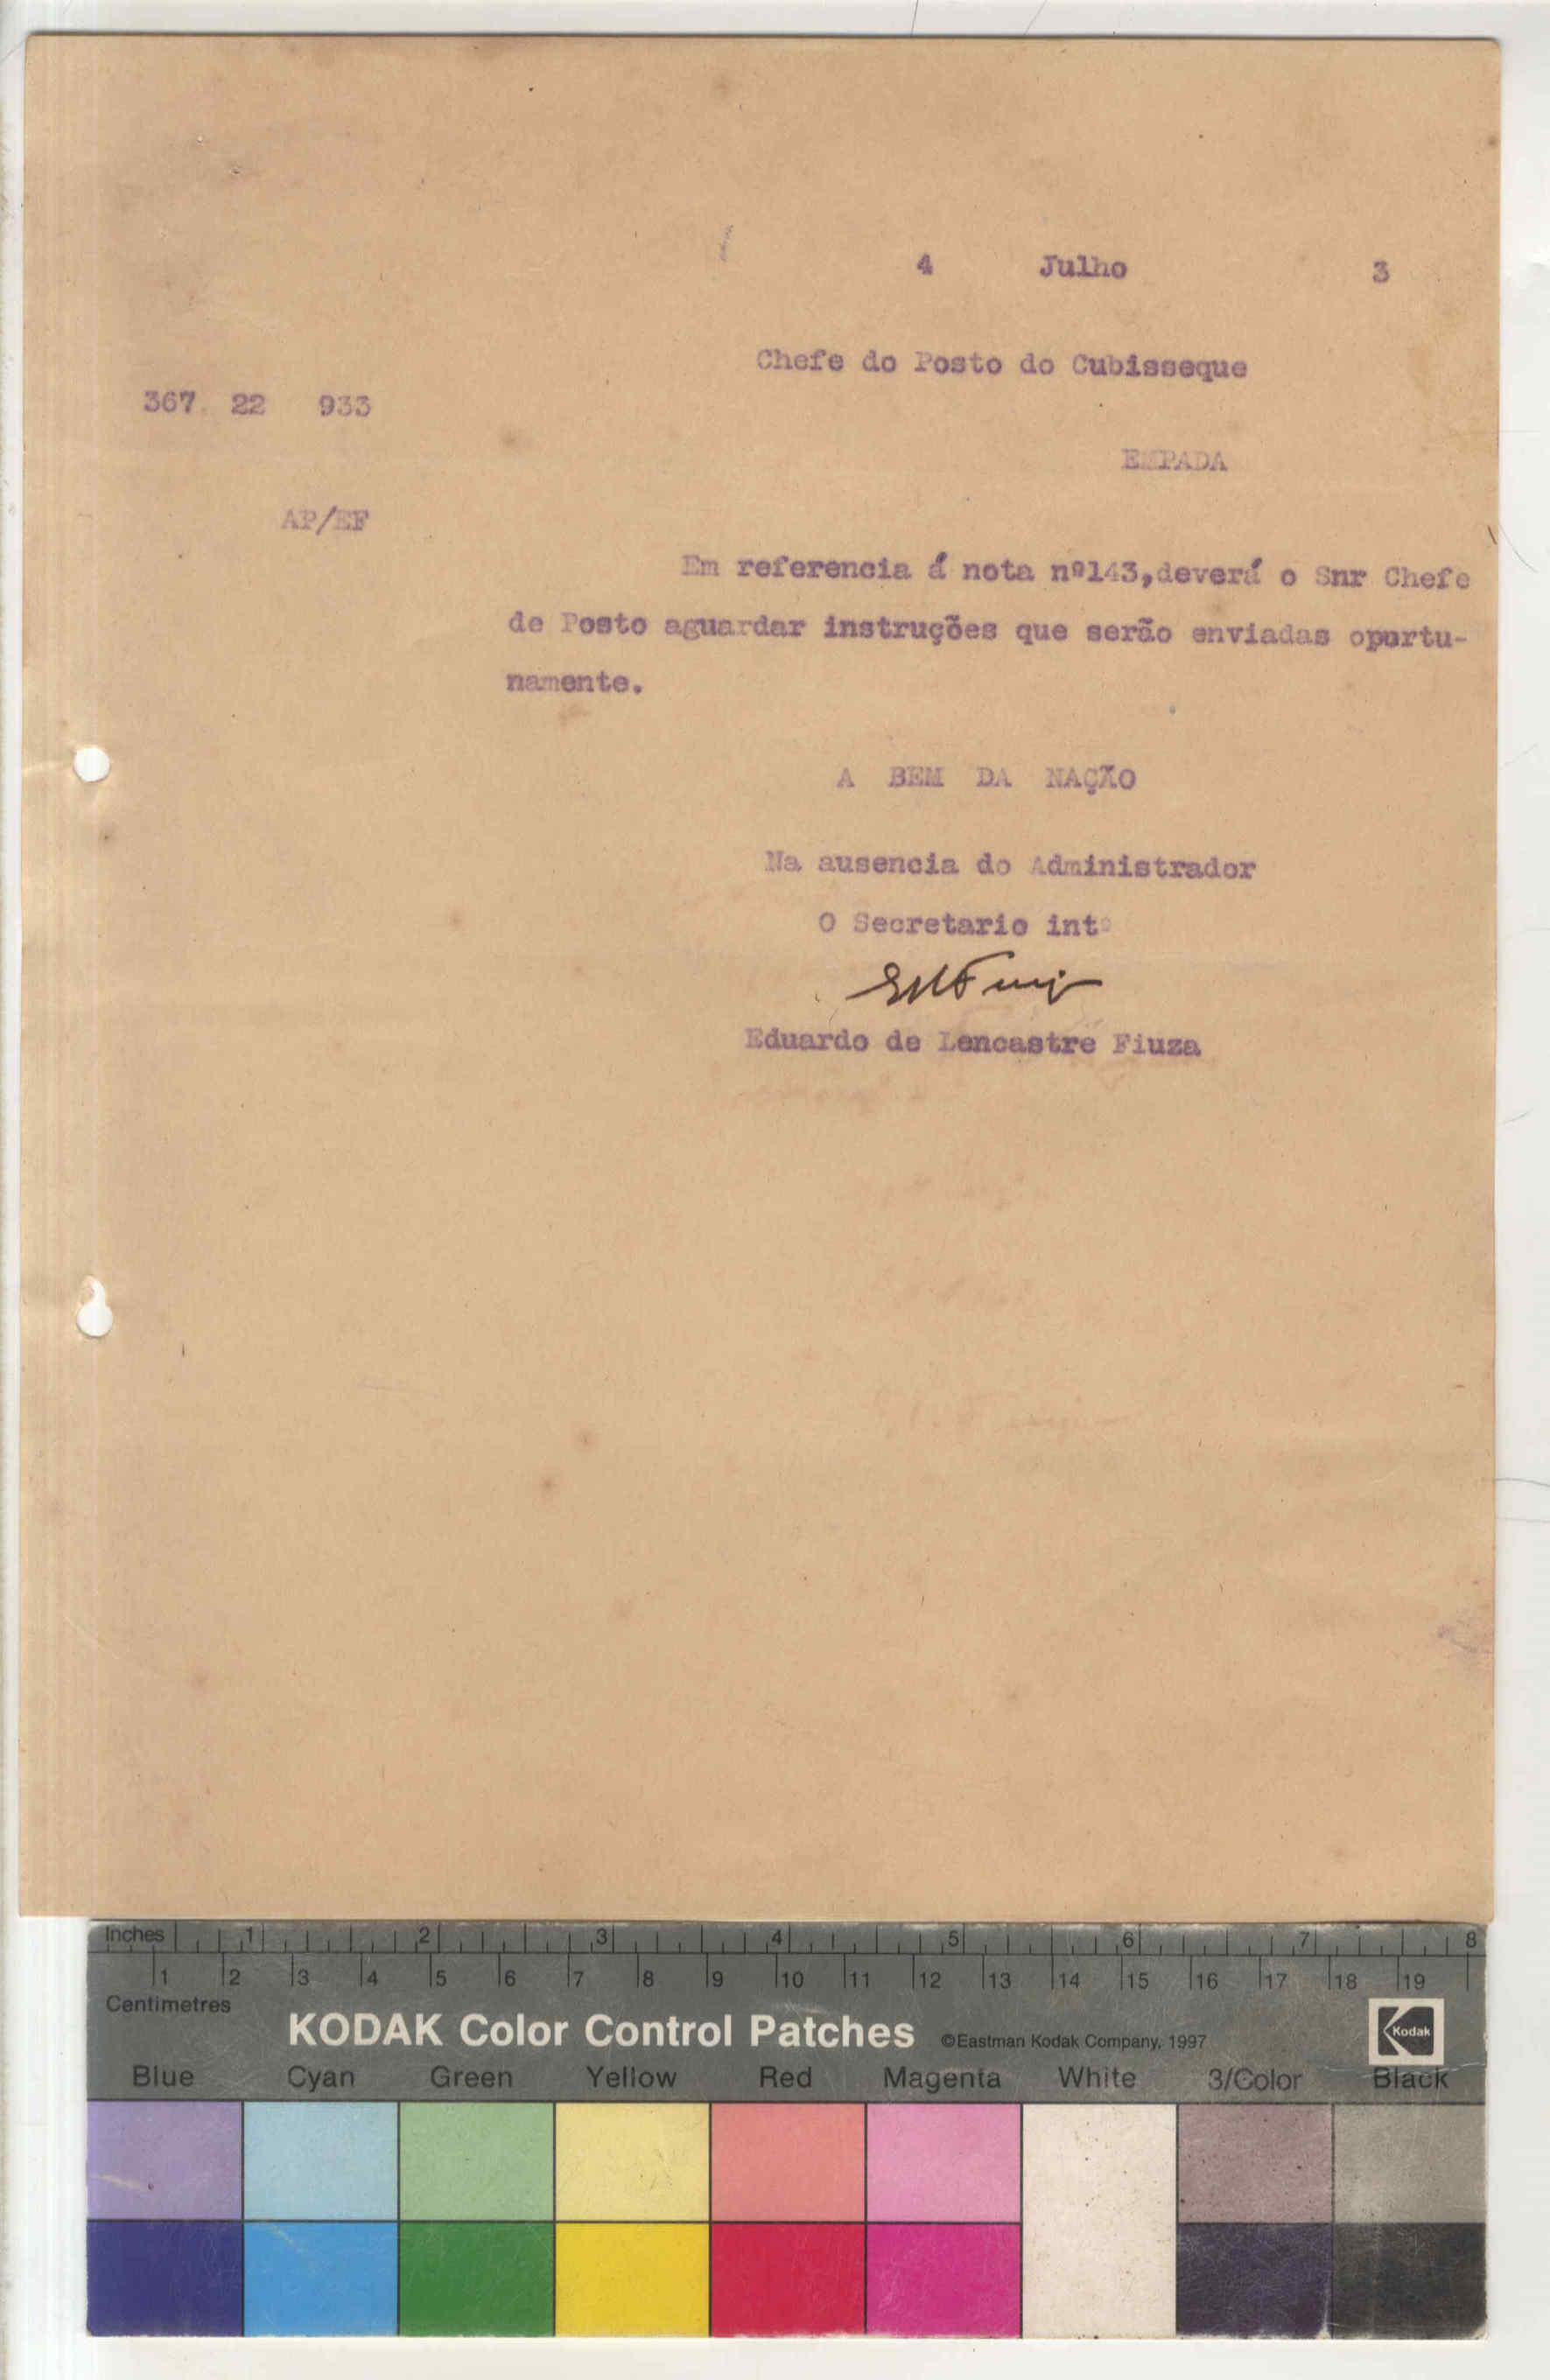 4 Julho 3
Chefe do Posto do Cubisseque
367 22 933
EMPADA
AP/EF
Em referencia á nota nº143,deverá o Snr Chefe
de Posto aguardar instruções que serão enviadas oportu-
namente.
A BEM DA NAÇÃO
Na ausencia do Administrador
O Secretario intº
Eduardo de Lencastre Fiuza
Inches 1 2 3 4 5 6 7 8
1 2 3 4 5 6 7 8 9 10 11 12 13 14 15 16 17 18 19
Centimetres
KODAK Color Control Patches ©Eastman Kodak Company, 1997 Kodak
Blue Cyan Green Yellow Red Magenta White 3/Color Black